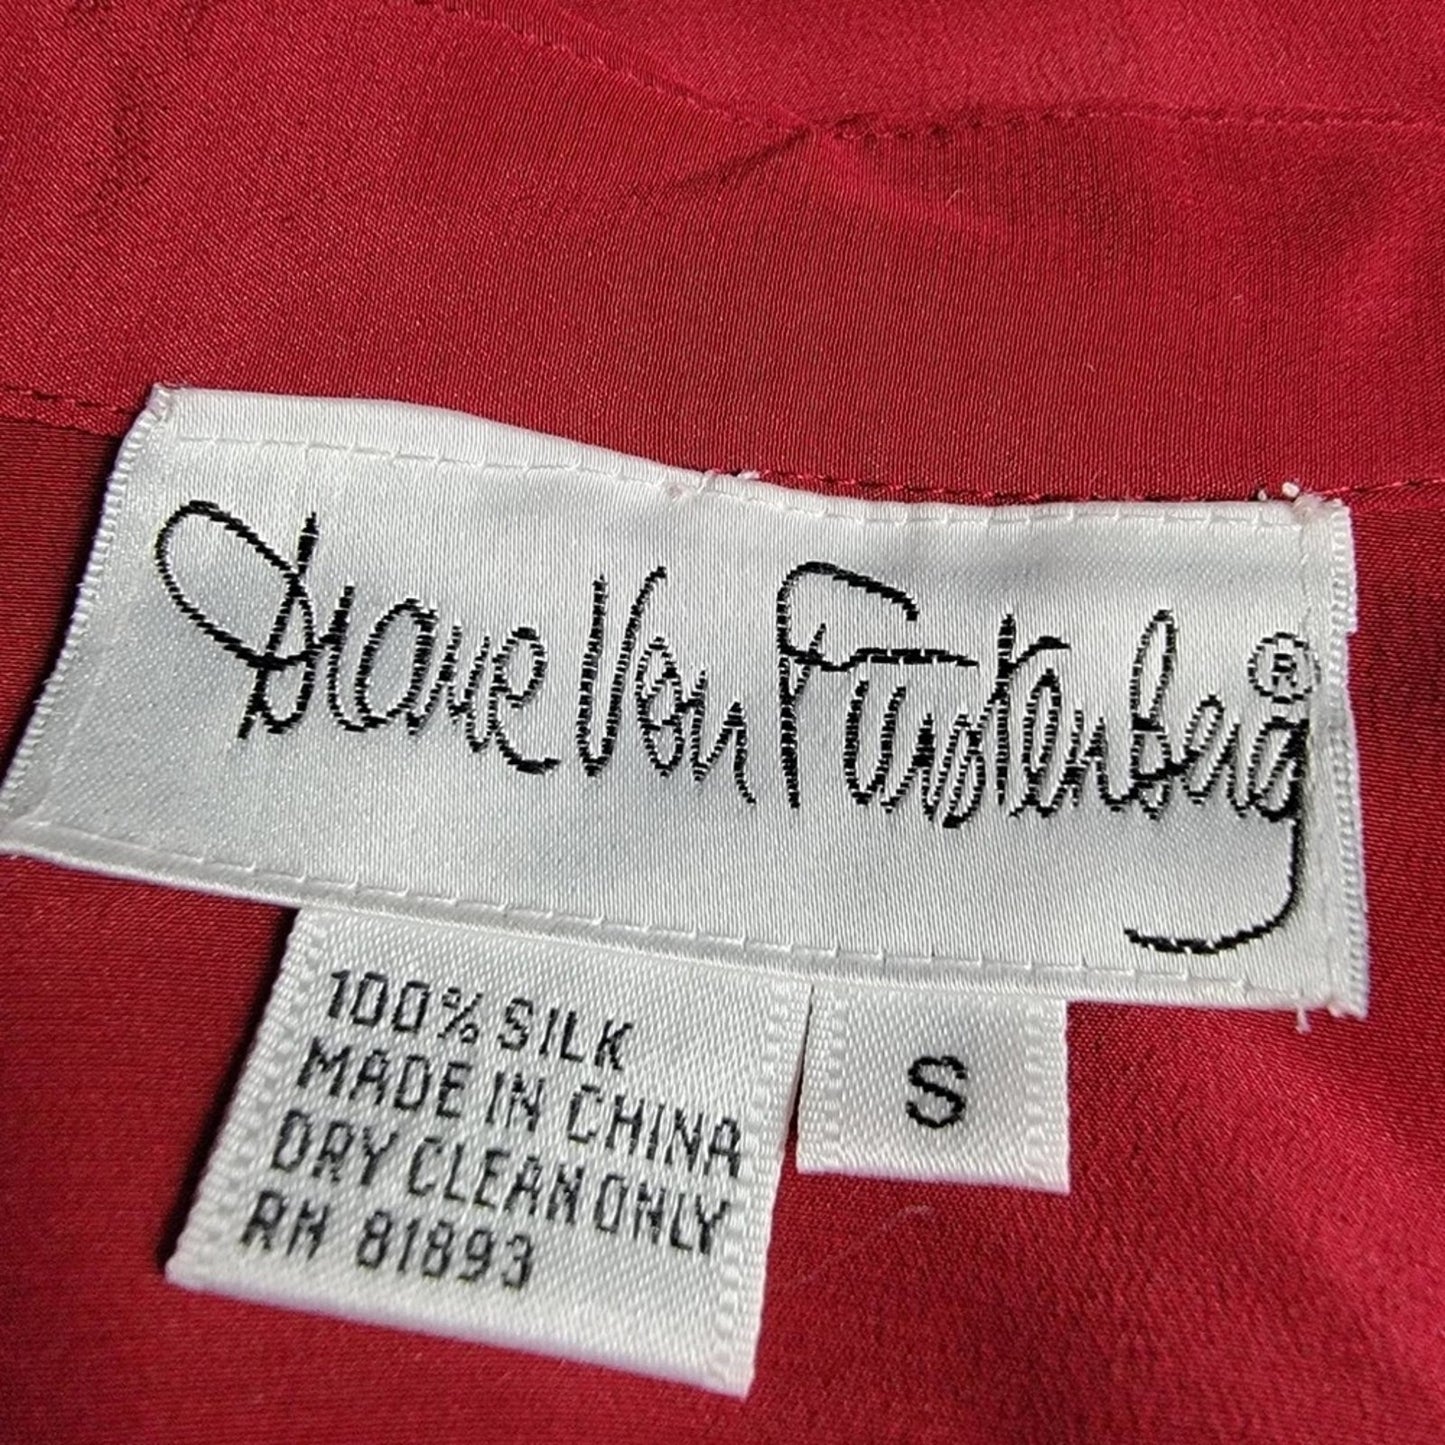 Diane Von Furstenberg®
100% SILK
MADE IN CHINA
DRY CLEAN ONLY
RN 81893
S